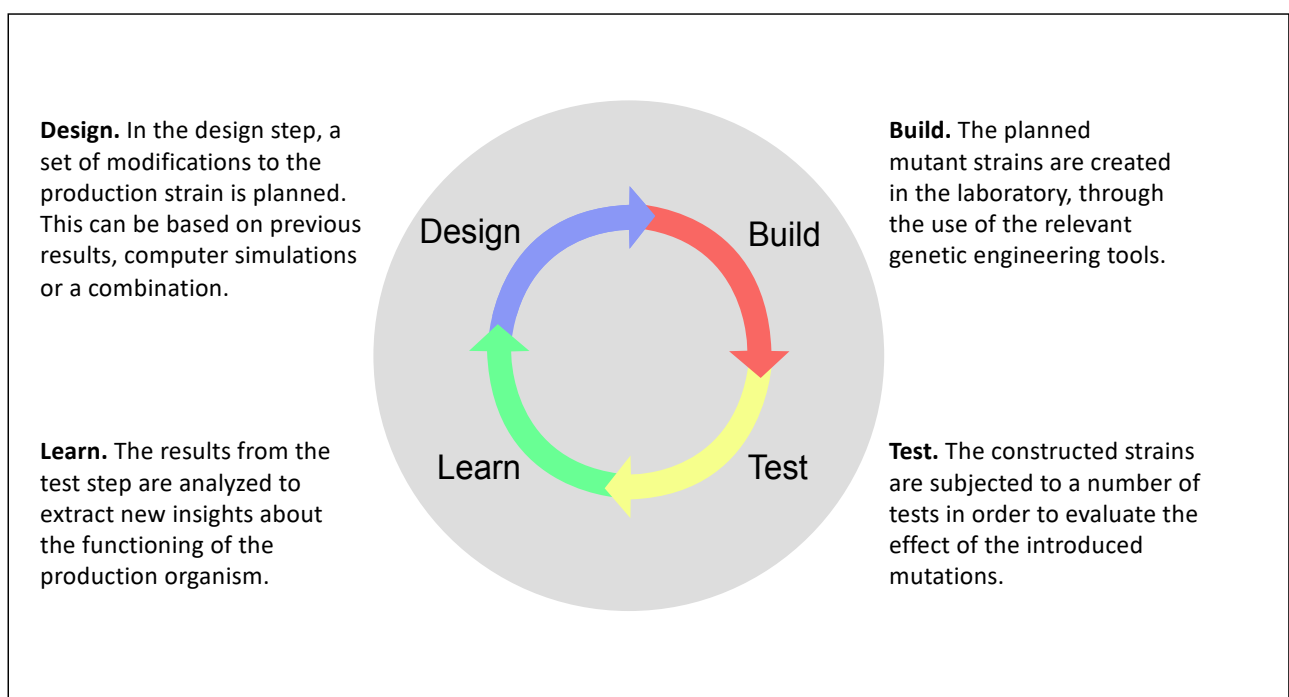 Design. In the design step, a
set of modifications to the
production strain is planned.
This can be based on previous
results, computer simulations
or a combination.
Build. The planned
mutant strains are created
in the laboratory, through
the use of the relevant
genetic engineering tools.
Design
Build
Learn
Test
Learn. The results from the
test step are analyzed to
extract new insights about
the functioning of the
production organism.
Test. The constructed strains
are subjected to a number of
tests in order to evaluate the
effect of the introduced
mutations.